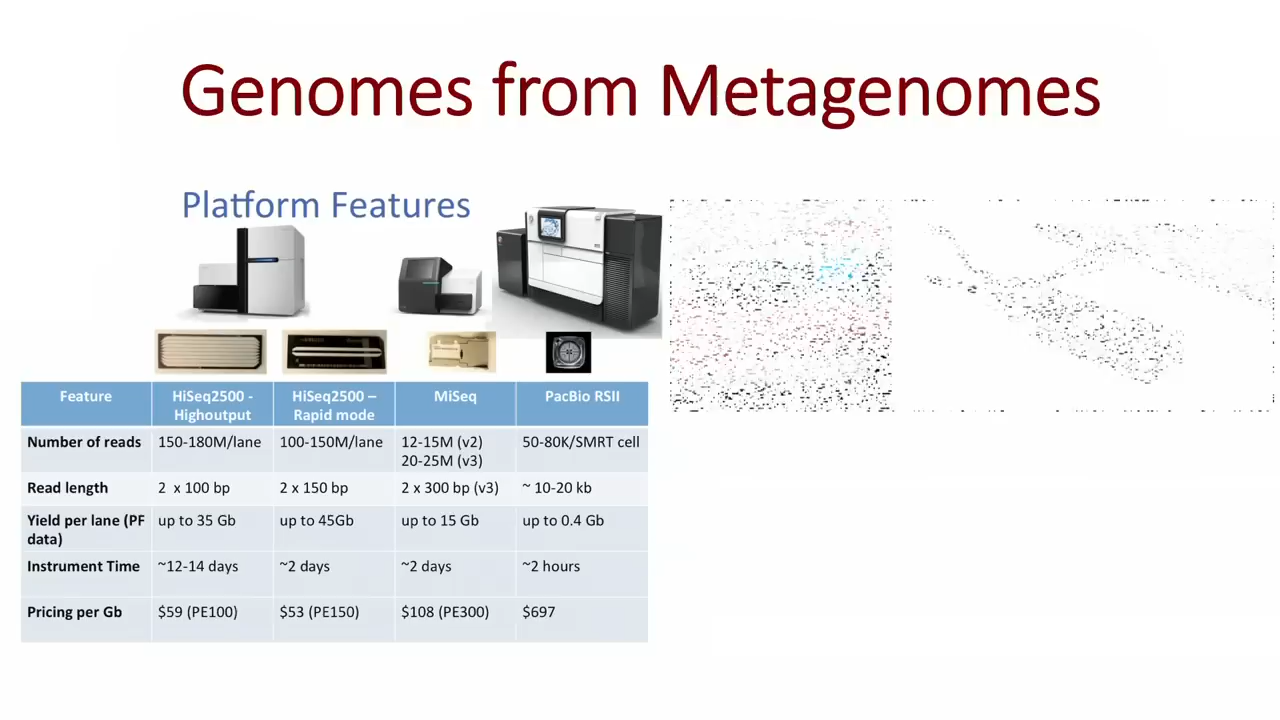 Genomes from Metagenomes
Platform Features
Feature
HiSeq2500 -
Highoutput
HiSeq2500 –
Rapid mode
MiSeq
PacBio RSII
Number of reads
150-180M/lane
100-150M/lane
12-15M (v2)
20-25M (v3)
50-80K/SMRT cell
Read length
2 x 100 bp
2 x 150 bp
2 x 300 bp (v3)
~ 10-20 kb
Yield per lane (PF
data)
up to 35 Gb
up to 45Gb
up to 15 Gb
up to 0.4 Gb
Instrument Time
~12-14 days
~2 days
~2 days
~2 hours
Pricing per Gb
$59 (PE100)
$53 (PE150)
$108 (PE300)
$697